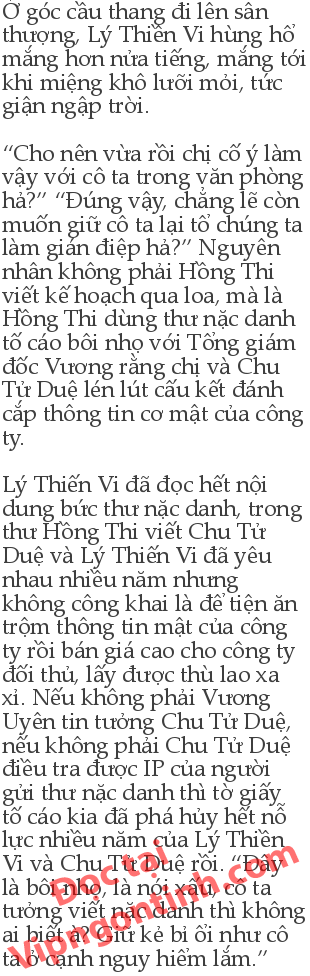 Ở góc cầu thang đi lên sân
thượng, Lý Thiến Vi hùng hổ
mắng hơn nửa tiếng, mắng tới
khi miệng khô lưỡi mỏi, tức
giận ngập trời.
“Cho nên vừa rồi chị cố ý làm
vậy với cô ta trong văn phòng
hả?” “Đúng vậy, chẳng lẽ còn
muốn giữ cô ta lại tổ chúng ta
làm gián điệp hả?” Nguyên
nhân không phải Hồng Thi
viết kế hoạch qua loa, mà là
Hồng Thi dùng thư nặc danh
tố cáo bôi nhọ với Tổng giám
đốc Vương rằng chị và Chu
Tử Duệ lén lút cấu kết đánh
cắp thông tin cơ mật của công
ty.
Lý Thiến Vi đã đọc hết nội
dung bức thư nặc danh, trong
thư Hồng Thi viết Chu Tử
Duệ và Lý Thiến Vi đã yêu
nhau nhiều năm nhưng
không công khai là để tiện ăn
trộm thông tin mật của công
ty rồi bán giá cao cho công ty
đối thủ, lấy được thù lao xa
xỉ. Nếu không phải Vương
Uyên tin tưởng Chu Tử Duệ,
nếu không phải Chu Tử Duệ
điều tra được IP của người
gửi thư nặc danh thì tờ giấy
tố cáo kia đã phá hủy hết nỗ
lực nhiều năm của Lý Thiến
Vi và Chu Tử Duệ rồi. “Đây
là bôi nhọ, là nói xấu, cô ta
tưởng viết nặc danh thì không
ai biết à? Giữ kẻ bỉ ổi như cô
ta ở cạnh nguy hiểm lắm.”
Đọc tại
Vipngontinh.com